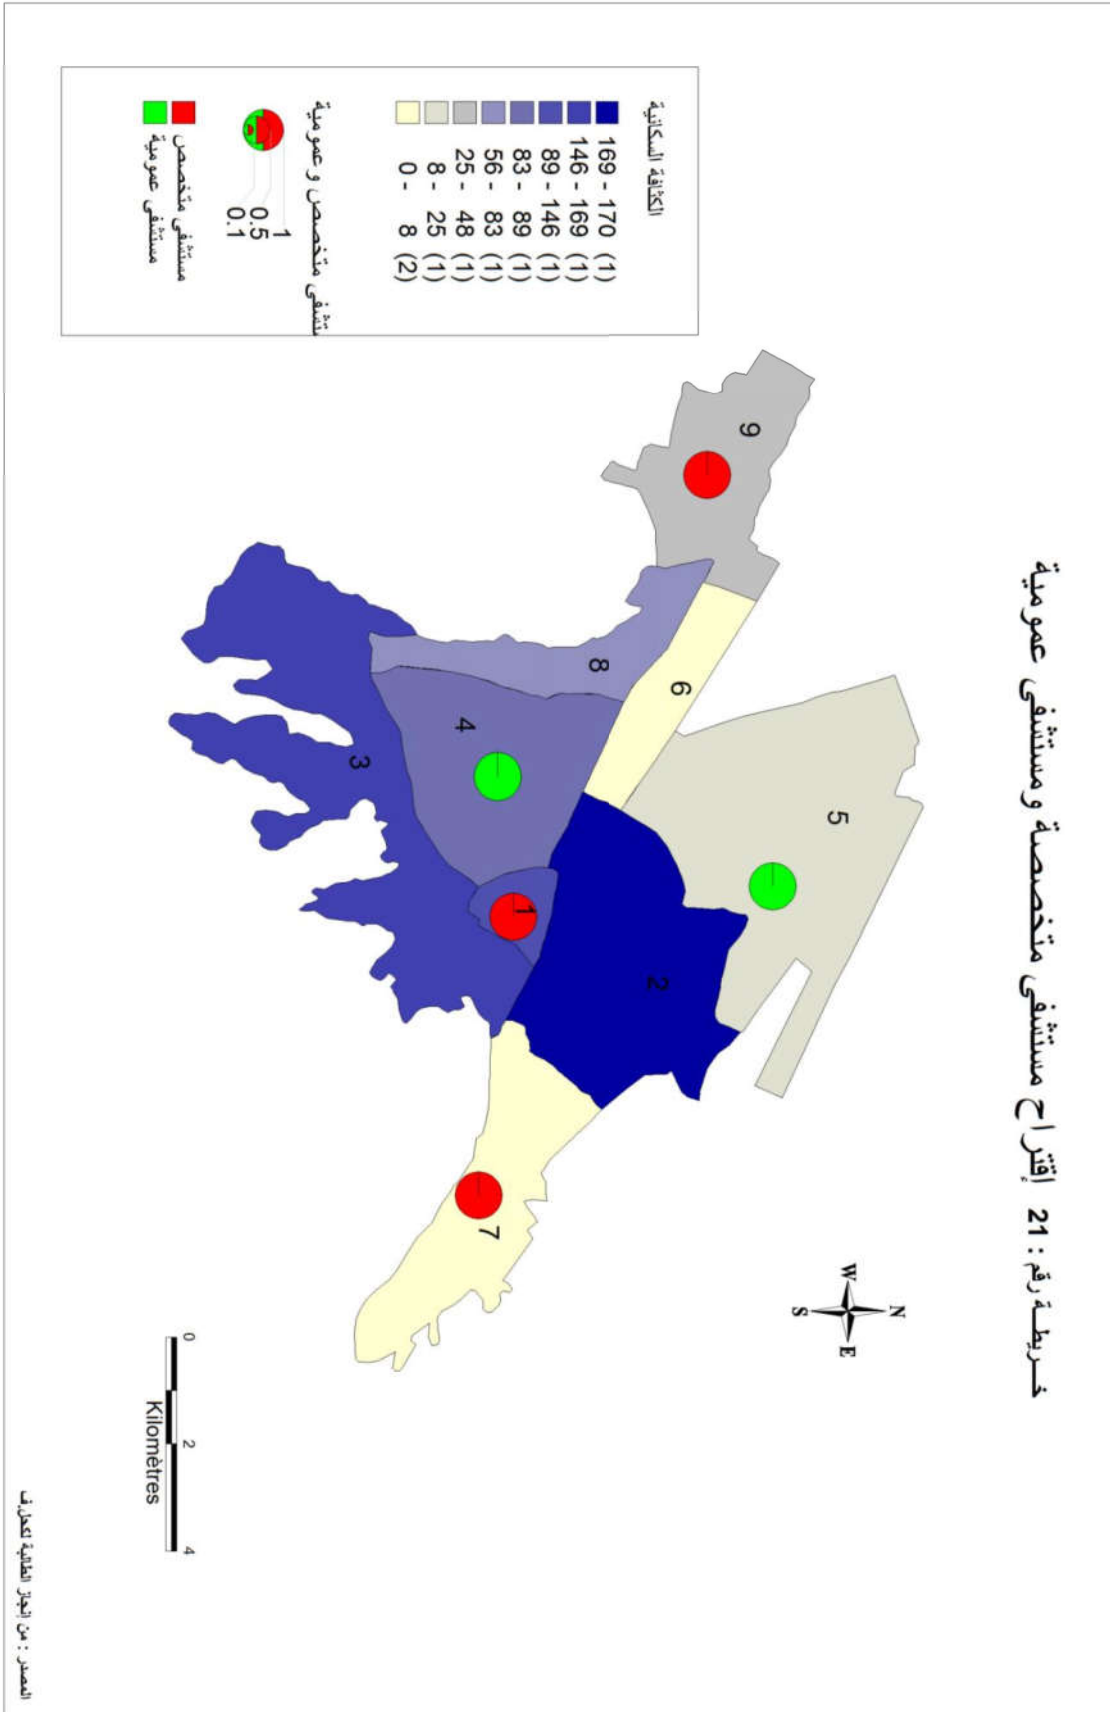 خريطة رقم : 21 إقتراح مستشفى متخصصة ومستشفى عمومية
N
W
E
S
9
8
6
5
4
3
1
2
7
الكثافة السكانية
169 - 170 (1)
146 - 169 (1)
89 - 146 (1)
83 - 89 (1)
56 - 83 (1)
25 - 48 (1)
8 - 25 (1)
0 - 8 (2)
ستشفى متخصص وعمومية
1
0.5
0.1
مستشفى متخصص
مستشفى عمومية
0 2 4
Kilomètres
المصدر : من إنجاز الطالبة لكحل.ف